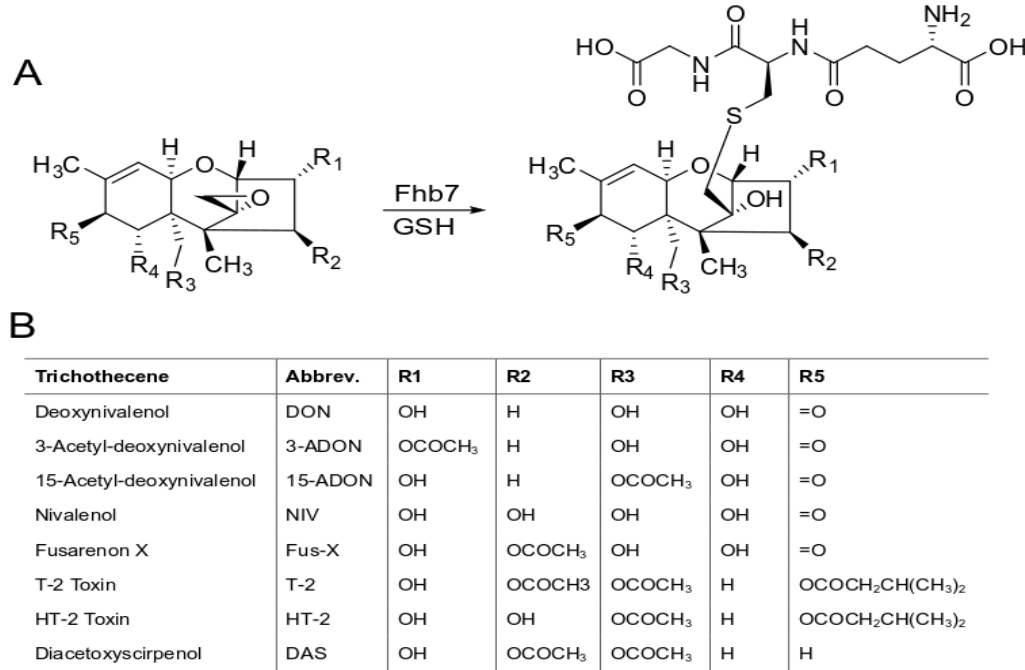 A
HO O N H O N H O NH₂ OH O
S
H₃C H O H R₁ O R₅ R₄ R₃ CH₃ R₂
Fhb7
GSH
H₃C H O H R₁ OH R₅ R₄ R₃ CH₃ R₂
B
Trichothecene Abbrev. R1 R2 R3 R4 R5
Deoxynivalenol DON OH H OH OH =O
3-Acetyl-deoxynivalenol 3-ADON OCOCH₃ H OH OH =O
15-Acetyl-deoxynivalenol 15-ADON OH H OCOCH₃ OH =O
Nivalenol NIV OH OH OH OH =O
Fusarenon X Fus-X OH OCOCH₃ OH OH =O
T-2 Toxin T-2 OH OCOCH3 OCOCH₃ H OCOCH₂CH(CH₃)₂
HT-2 Toxin HT-2 OH OH OCOCH₃ H OCOCH₂CH(CH₃)₂
Diacetoxyscirpenol DAS OH OCOCH₃ OCOCH₃ H H